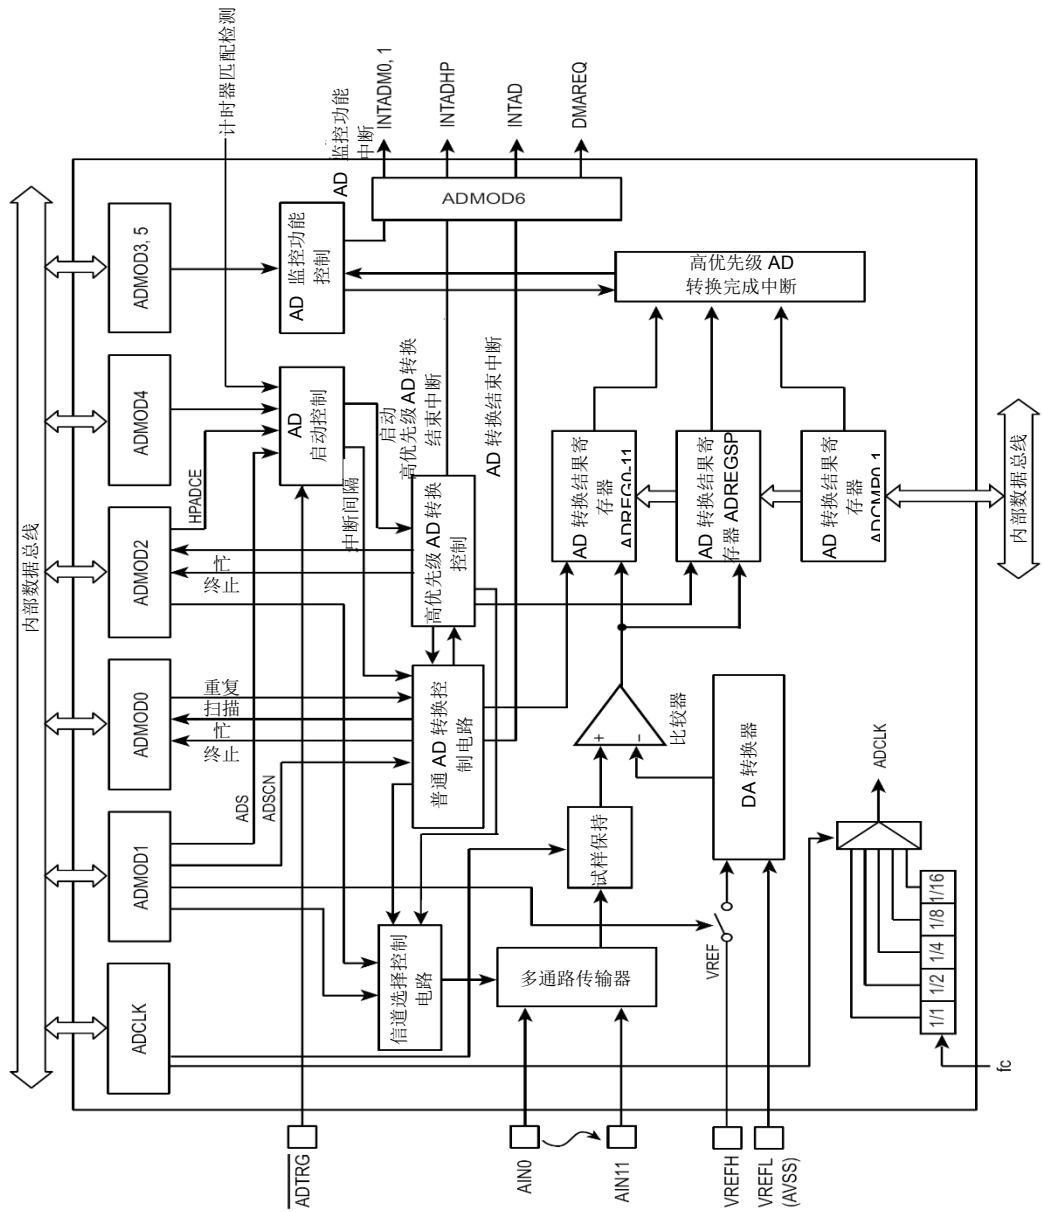 内部数据总线
ADMOD3, 5
ADMOD4
ADMOD2
ADMOD0
ADMOD1
ADCLK
计时器匹配检测
AD
监控功能
中断
INTADM0, 1
INTADHP
INTAD
DMAREQ
ADMOD6
AD 监控功能
控制
高优先级 AD
转换完成中断
AD
启动控制
HPADCE
启动
高优先级 AD 转换
结束中断
AD 转换结束中断
中断间隔
忙
终止
高优先级 AD 转换
控制
重复
扫描
忙
终止
普通 AD 转换控
制电路
ADS
ADSCN
AD 转换结果寄
存器
ADREG0-11
AD 转换结果寄
存器 ADREGSP
AD 转换结果寄
存器
ADCMP0,1
内部数据总线
+
-
比较器
DA 转换器
试样保持
信道选择控制
电路
多通路传输器
VREF
ADCLK
1/1
1/2
1/4
1/8
1/16
fc
ADTRG
AIN0
AIN11
VREFH
VREFL
(AVSS)